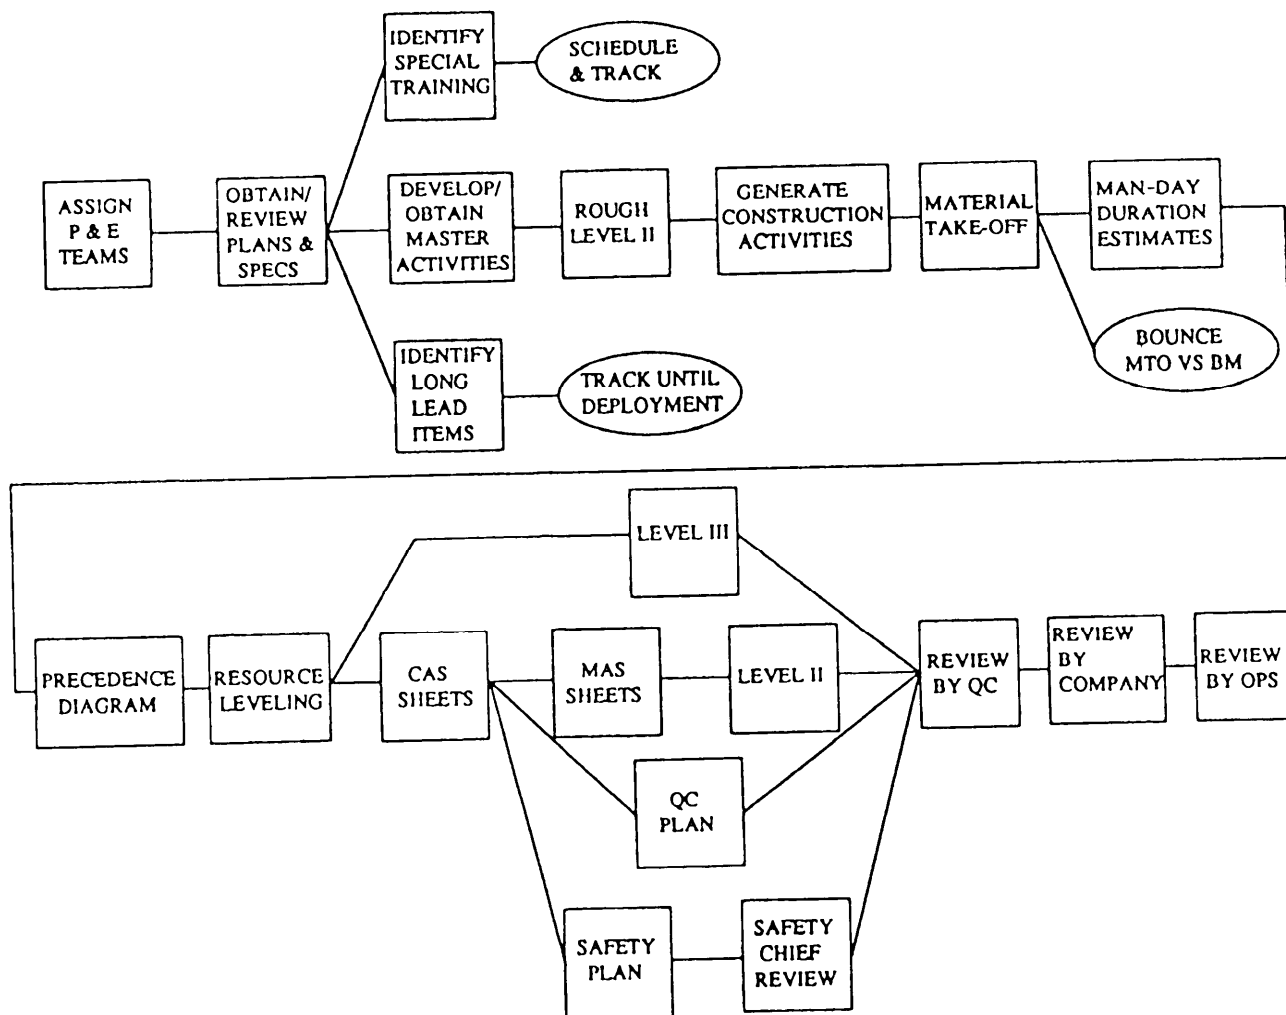 IDENTIFY
SPECIAL
TRAINING
SCHEDULE
& TRACK
ASSIGN
P & E
TEAMS
OBTAIN/
REVIEW
PLANS &
SPECS
DEVELOP/
OBTAIN
MASTER
ACTIVITIES
ROUGH
LEVEL II
GENERATE
CONSTRUCTION
ACTIVITIES
MATERIAL
TAKE-OFF
MAN-DAY
DURATION
ESTIMATES
IDENTIFY
LONG
LEAD
ITEMS
TRACK UNTIL
DEPLOYMENT
BOUNCE
MTO VS BM
LEVEL III
PRECEDENCE
DIAGRAM
RESOURCE
LEVELING
CAS
SHEETS
MAS
SHEETS
LEVEL II
REVIEW
BY QC
REVIEW
BY
COMPANY
REVIEW
BY OPS
QC
PLAN
SAFETY
PLAN
SAFETY
CHIEF
REVIEW